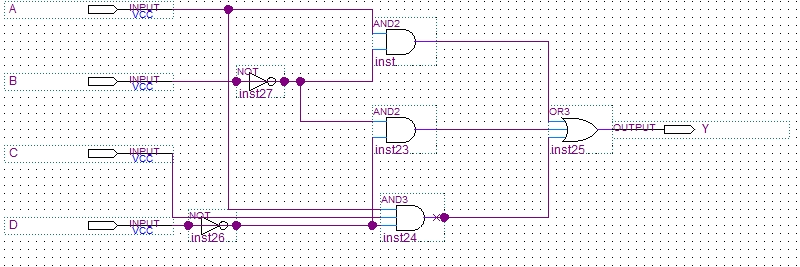 A INPUT VCC
AND2
inst
B INPUT VCC
NOT
inst27
AND2
inst23
OR3
inst25
OUTPUT Y
C INPUT VCC
AND3
inst24
D INPUT VCC
NOT
inst26